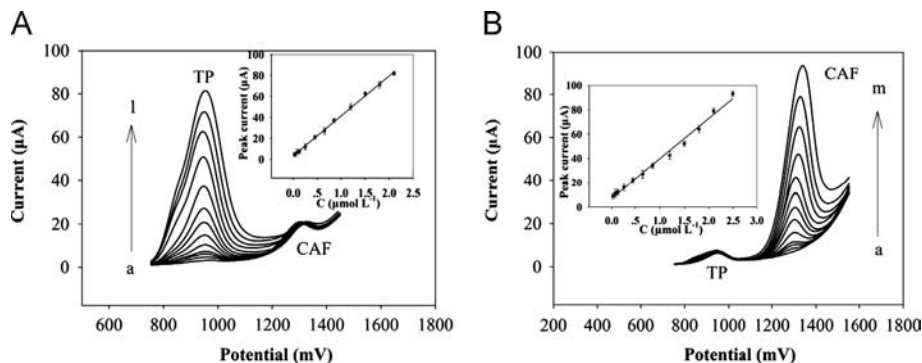 A
100
80
60
40
20
0
Current (µA)
TP
l
a
CAF
600 800 1000 1200 1400 1600 1800
Potential (mV)
100
80
60
40
20
0
Peak current (µA)
0.0 .5 1.0 1.5 2.0 2.5
C (µmol L⁻¹)
B
100
80
60
40
20
0
Current (µA)
CAF
m
a
TP
200 400 600 800 1000 1200 1400 1600 1800
Potential (mV)
100
80
60
40
20
0
Peak current (µA)
0.0 .5 1.0 1.5 2.0 2.5 3.0
C (µmol L⁻¹)